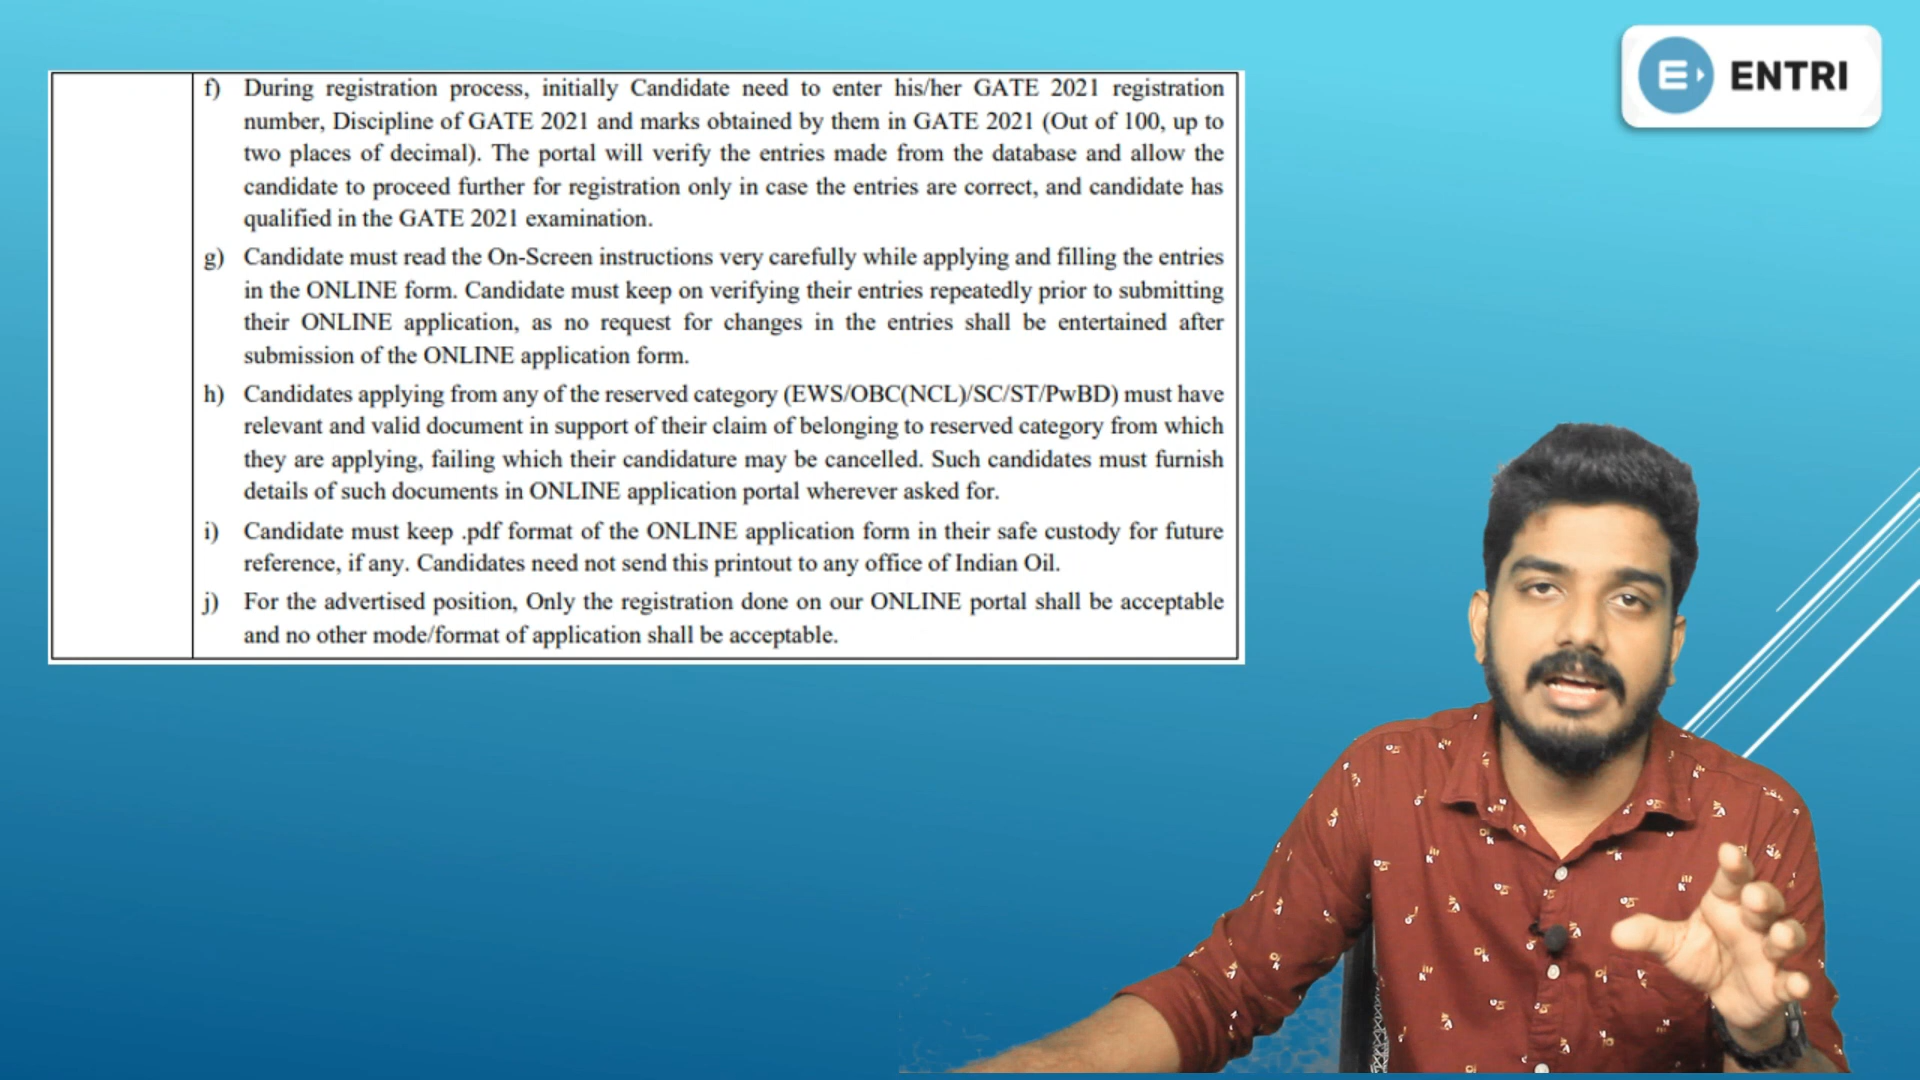 ENTRI
f) During registration process, initially Candidate need to enter his/her GATE 2021 registration
number, Discipline of GATE 2021 and marks obtained by them in GATE 2021 (Out of 100, up to
two places of decimal). The portal will verify the entries made from the database and allow the
candidate to proceed further for registration only in case the entries are correct, and candidate has
qualified in the GATE 2021 examination.
g) Candidate must read the On-Screen instructions very carefully while applying and filling the entries
in the ONLINE form. Candidate must keep on verifying their entries repeatedly prior to submitting
their ONLINE application, as no request for changes in the entries shall be entertained after
submission of the ONLINE application form.
h) Candidates applying from any of the reserved category (EWS/OBC(NCL)/SC/ST/PwBD) must have
relevant and valid document in support of their claim of belonging to reserved category from which
they are applying, failing which their candidature may be cancelled. Such candidates must furnish
details of such documents in ONLINE application portal wherever asked for.
i) Candidate must keep .pdf format of the ONLINE application form in their safe custody for future
reference, if any. Candidates need not send this printout to any office of Indian Oil.
j) For the advertised position, Only the registration done on our ONLINE portal shall be acceptable
and no other mode/format of application shall be acceptable.